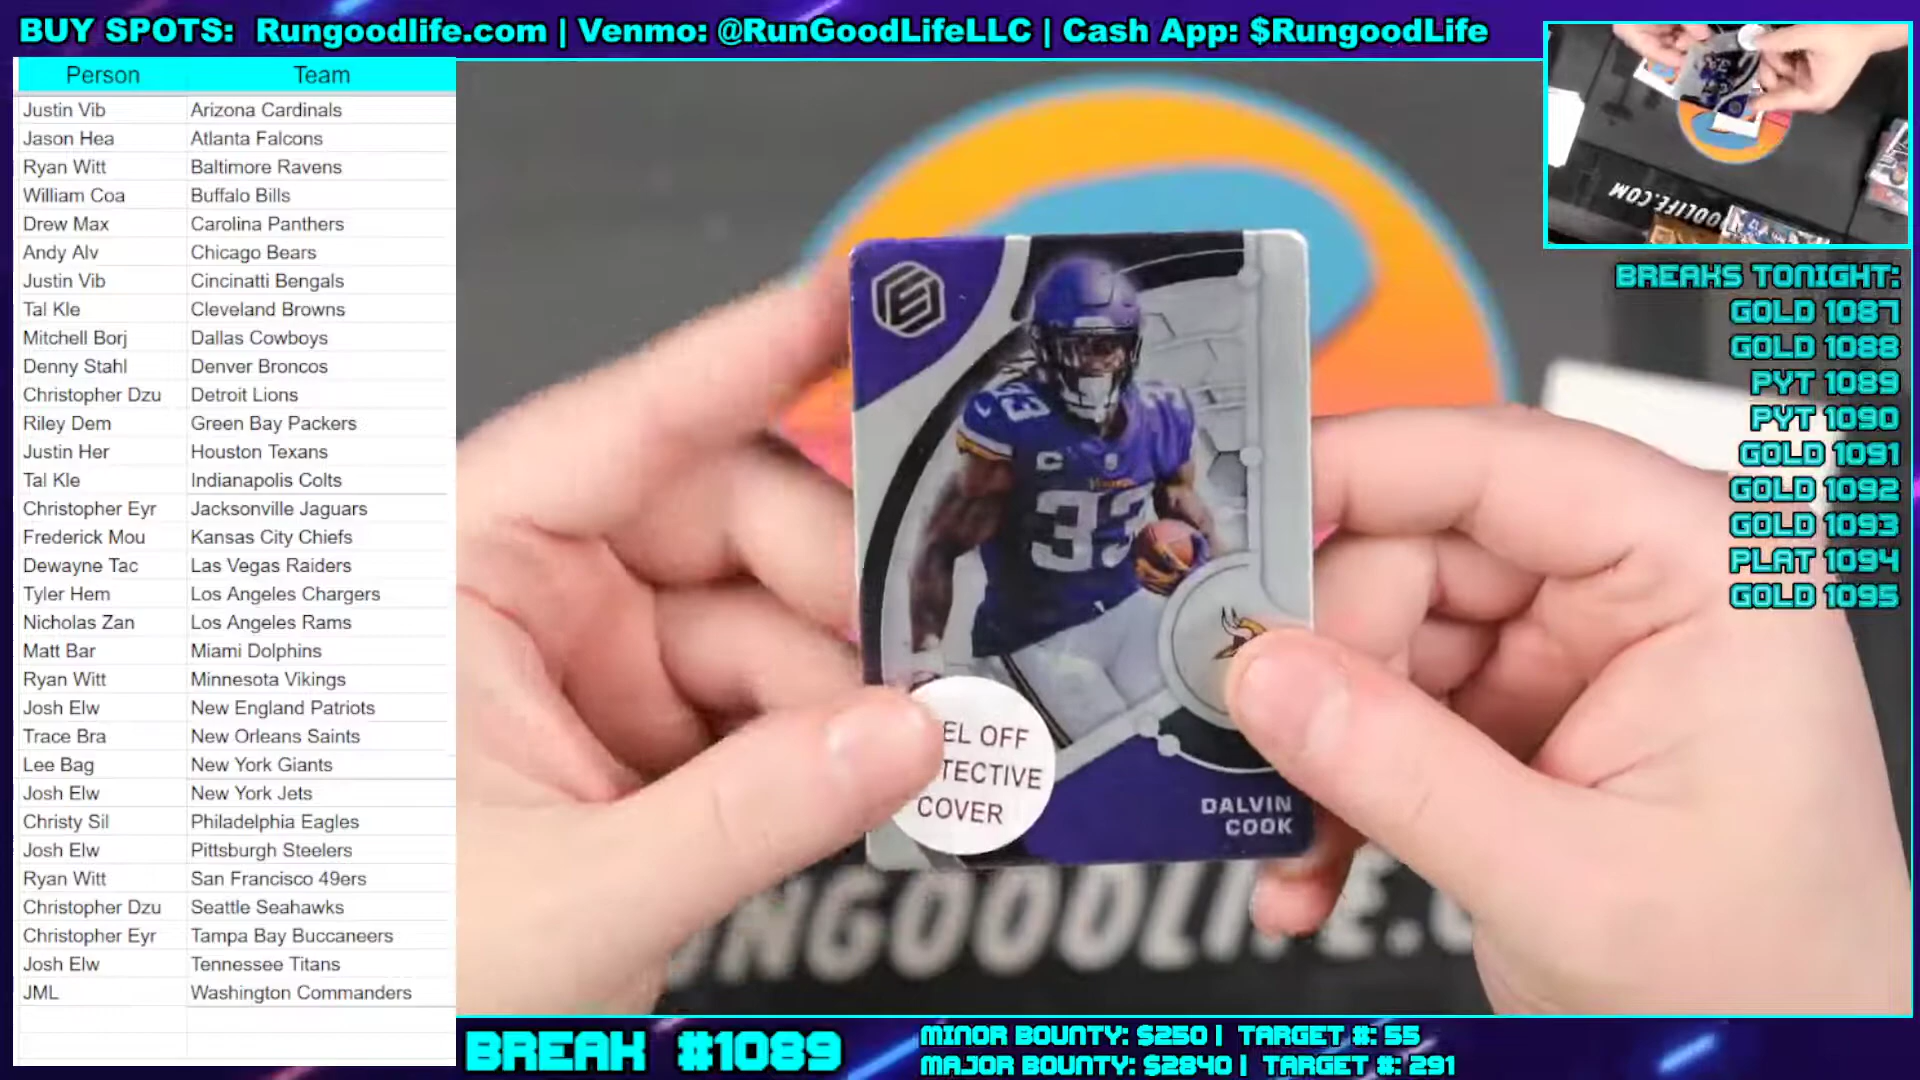 BUY SPOTS: Rungoodlife.com | Venmo: @RunGoodLifeLLC | Cash App: $RungoodLife
Person Team
Justin Vib Arizona Cardinals
Jason Hea Atlanta Falcons
Ryan Witt Baltimore Ravens
William Coa Buffalo Bills
Drew Max Carolina Panthers
Andy Alv Chicago Bears
Justin Vib Cincinatti Bengals
Tal Kle Cleveland Browns
Mitchell Borj Dallas Cowboys
Denny Stahl Denver Broncos
Christopher Dzu Detroit Lions
Riley Dem Green Bay Packers
Justin Her Houston Texans
Tal Kle Indianapolis Colts
Christopher Eyr Jacksonville Jaguars
Frederick Mou Kansas City Chiefs
Dewayne Tac Las Vegas Raiders
Tyler Hem Los Angeles Chargers
Nicholas Zan Los Angeles Rams
Matt Bar Miami Dolphins
Ryan Witt Minnesota Vikings
Josh Elw New England Patriots
Trace Bra New Orleans Saints
Lee Bag New York Giants
Josh Elw New York Jets
Christy Sil Philadelphia Eagles
Josh Elw Pittsburgh Steelers
Ryan Witt San Francisco 49ers
Christopher Dzu Seattle Seahawks
Christopher Eyr Tampa Bay Buccaneers
Josh Elw Tennessee Titans
JML Washington Commanders
33
33
33
C
EL OFF
TECTIVE
COVER
DALVIN
COOK
NGOODLIFE.C
OODLIFE.COM
BREAKS TONIGHT:
GOLD 1087
GOLD 1088
PYT 1089
PYT 1090
GOLD 1091
GOLD 1092
GOLD 1093
PLAT 1094
GOLD 1095
BREAK #1089
MINOR BOUNTY: $250 | TARGET #: 55
MAJOR BOUNTY: $2840 | TARGET #: 291